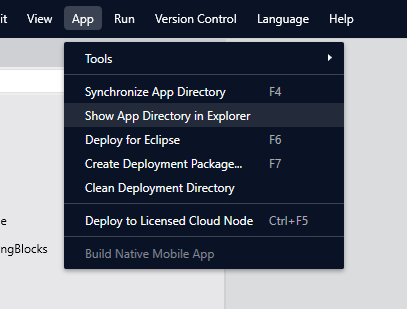 it View App Run Version Control Language Help
Tools
Synchronize App Directory F4
Show App Directory in Explorer
Deploy for Eclipse F6
Create Deployment Package... F7
Clean Deployment Directory
e
Deploy to Licensed Cloud Node Ctrl+F5
ngBlocks
Build Native Mobile App